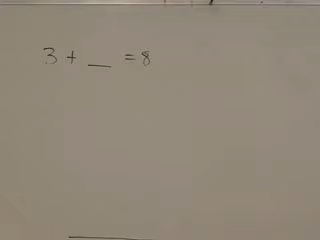 3 + __ = 8